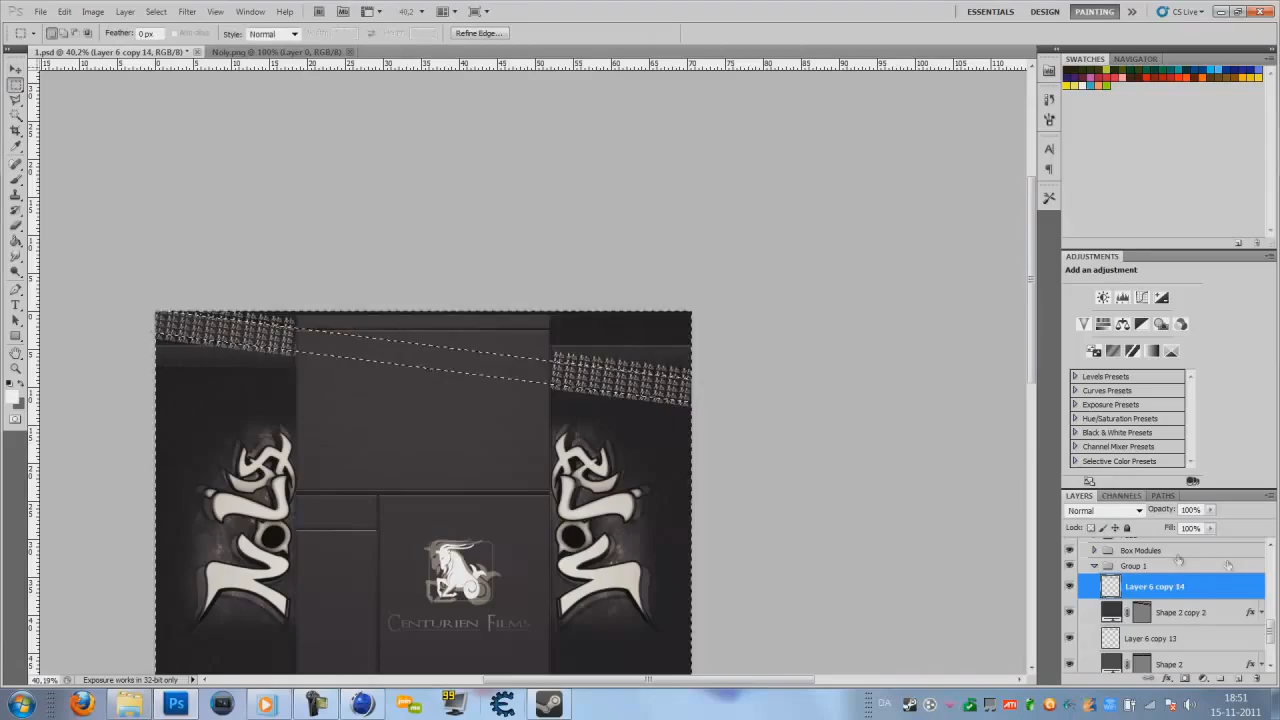 File Edit Image Layer Select Filter View Window Help 40,2 ESSENTIALS DESIGN PAINTING CS Live
Feather: 0 px Anti-alias Style: Normal Refine Edge...
1.psd @ 40,2% (Layer 6 copy 14, RGB/8) * Noly.png @ 100% (Layer 0, RGB/8)
SWATCHES NAVIGATOR
ADJUSTMENTS
Add an adjustment
Levels Presets
Curves Presets
Exposure Presets
Hue/Saturation Presets
Black & White Presets
Channel Mixer Presets
Selective Color Presets
LAYERS CHANNELS PATHS
Normal Opacity: 100%
Lock: Fill: 100%
Box Modules
Group 1
Layer 6 copy 14
Shape 2 copy 2
Layer 6 copy 13
Shape 2
Centurien Films
40,19% Exposure works in 32-bit only
DA
18:51
15-11-2011